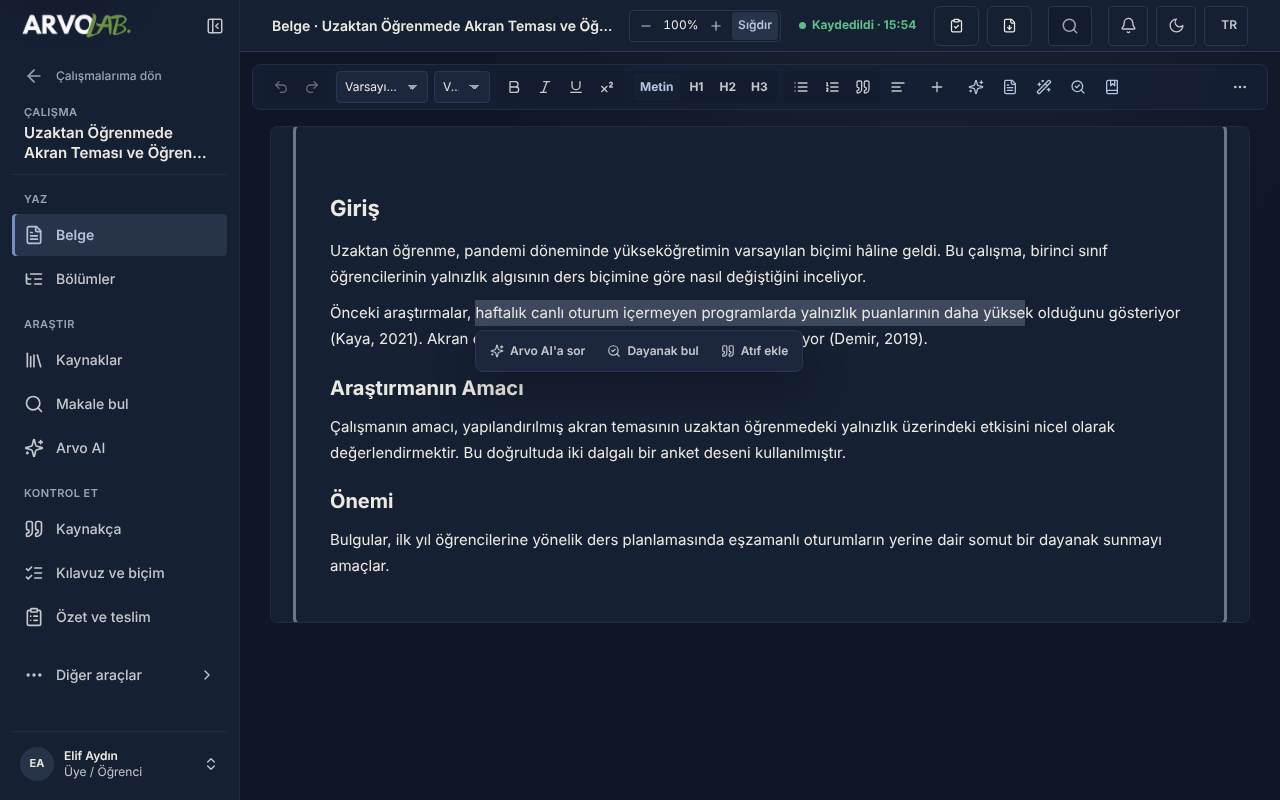 ARVOLAB.
Çalışmalarıma dön
ÇALIŞMA
Uzaktan Öğrenmede
Akran Teması ve Öğren...
YAZ
Belge
Bölümler
ARAŞTIR
Kaynaklar
Makale bul
Arvo AI
KONTROL ET
Kaynakça
Kılavuz ve biçim
Özet ve teslim
Diğer araçlar
EA
Elif Aydın
Üye / Öğrenci
Belge · Uzaktan Öğrenmede Akran Teması ve Öğ...
− 100% + Sığdır
Kaydedildi · 15:54
TR
Varsayı... V... B I U x² Metin H1 H2 H3
Giriş
Uzaktan öğrenme, pandemi döneminde yükseköğretimin varsayılan biçimi hâline geldi. Bu çalışma, birinci sınıf
öğrencilerinin yalnızlık algısının ders biçimine göre nasıl değiştiğini inceliyor.
Önceki araştırmalar, haftalık canlı oturum içermeyen programlarda yalnızlık puanlarının daha yüksek olduğunu gösteriyor
(Kaya, 2021). Akran yor (Demir, 2019).
Arvo AI'a sor Dayanak bul Atıf ekle
Araştırmanın Amacı
Çalışmanın amacı, yapılandırılmış akran temasının uzaktan öğrenmedeki yalnızlık üzerindeki etkisini nicel olarak
değerlendirmektir. Bu doğrultuda iki dalgalı bir anket deseni kullanılmıştır.
Önemi
Bulgular, ilk yıl öğrencilerine yönelik ders planlamasında eşzamanlı oturumların yerine dair somut bir dayanak sunmayı
amaçlar.